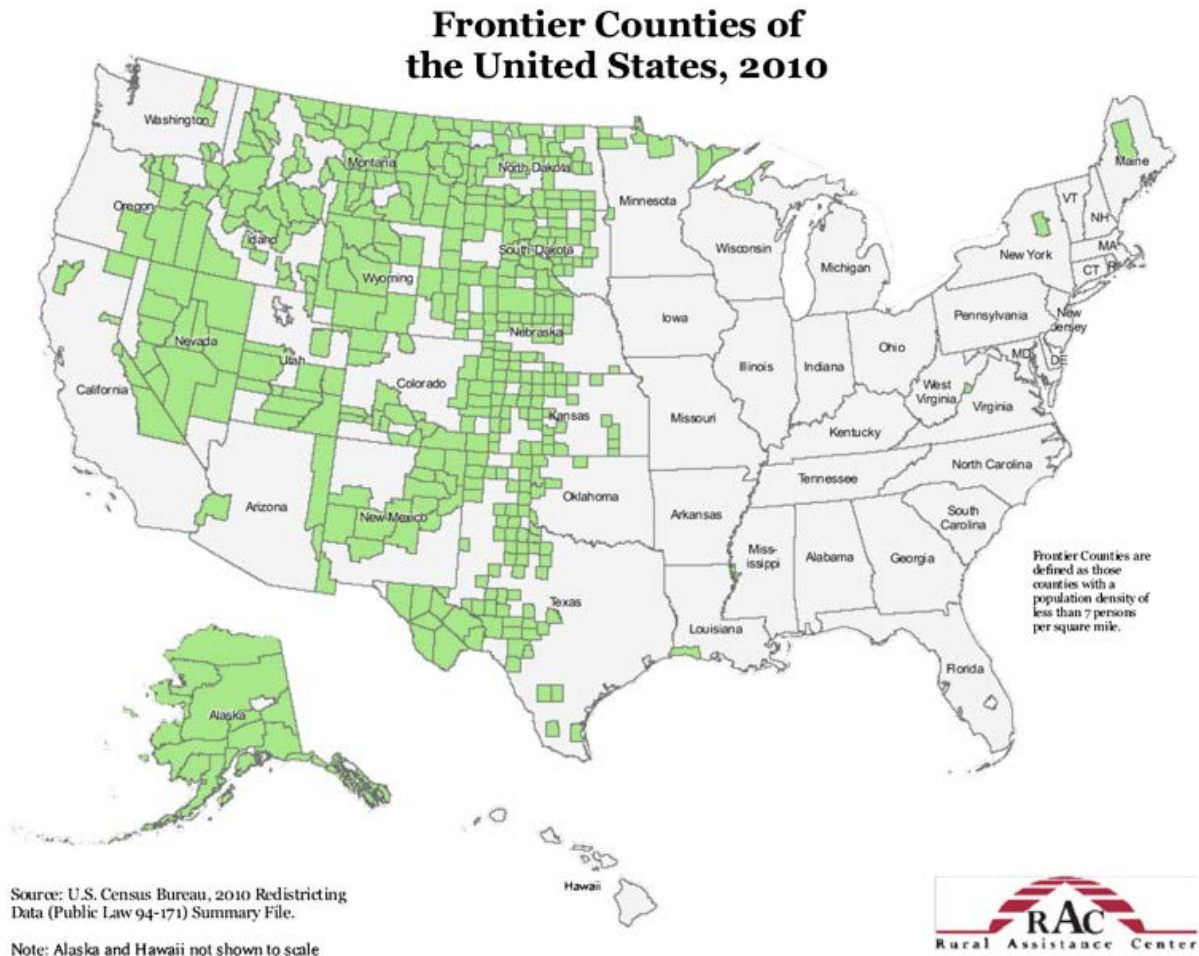 Frontier Counties of
the United States, 2010
Washington
Montana
North Dakota
Minnesota
Maine
VT
NH
Oregon
Idaho
South Dakota
Wisconsin
Michigan
New York
MA
CT
RI
Wyoming
Iowa
Pennsylvania
New
Jersey
Nebraska
Nevada
Utah
Colorado
Illinois
Indiana
Ohio
MD
DE
California
Kansas
Missouri
West
Virginia
Virginia
Kentucky
Arizona
New Mexico
Oklahoma
Arkansas
Tennessee
North Carolina
South
Carolina
Miss-
issippi
Alabama
Georgia
Texas
Louisiana
Florida
Frontier Counties are
defined as those
counties with a
population density of
less than 7 persons
per square mile.
Alaska
Hawaii
Source: U.S. Census Bureau, 2010 Redistricting
Data (Public Law 94-171) Summary File.
Note: Alaska and Hawaii not shown to scale
RAC
Rural Assistance Center